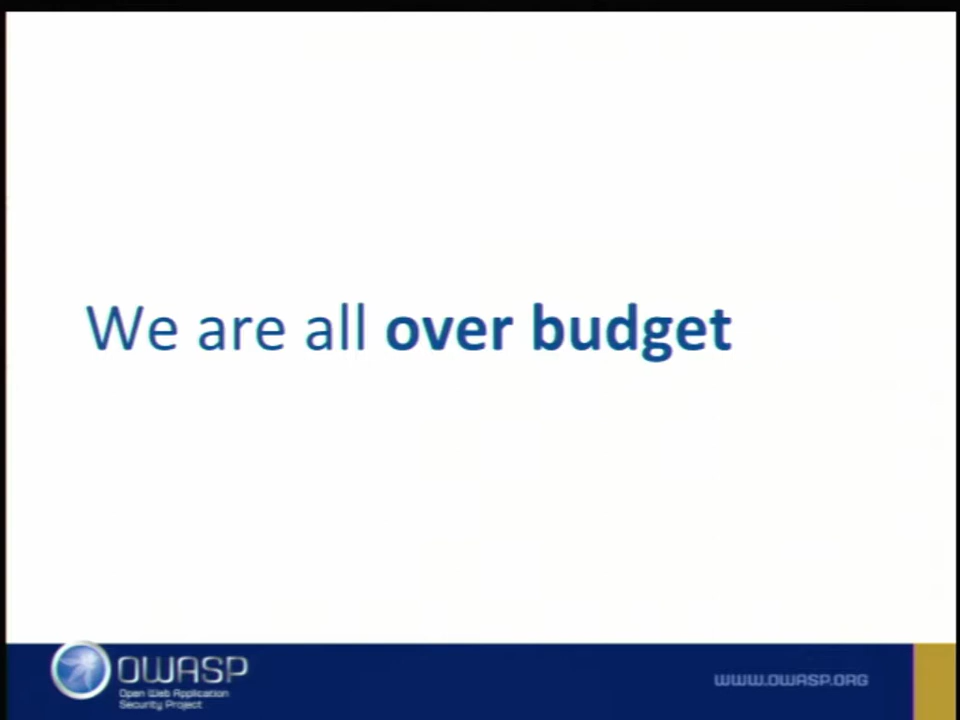 We are all over budget
OWASP
Open Web Application
Security Project
WWW.OWASP.ORG